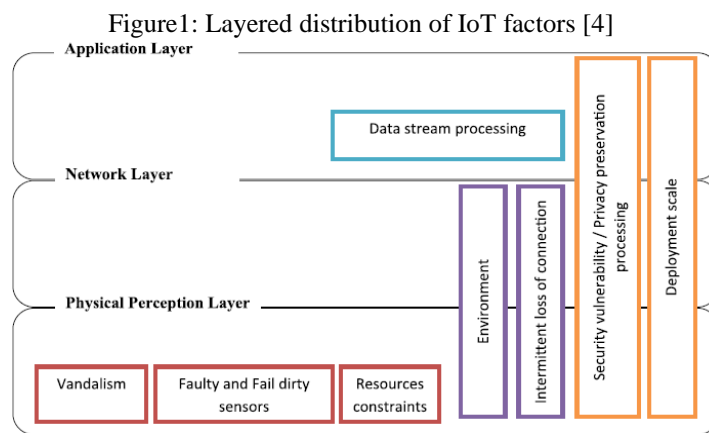 Figure1: Layered distribution of IoT factors [4]
Application Layer
Data stream processing
Network Layer
Physical Perception Layer
Vandalism
Faulty and Fail dirty
sensors
Resources
constraints
Environment
Intermittent loss of connection
Security vulnerability / Privacy preservation
processing
Deployment scale